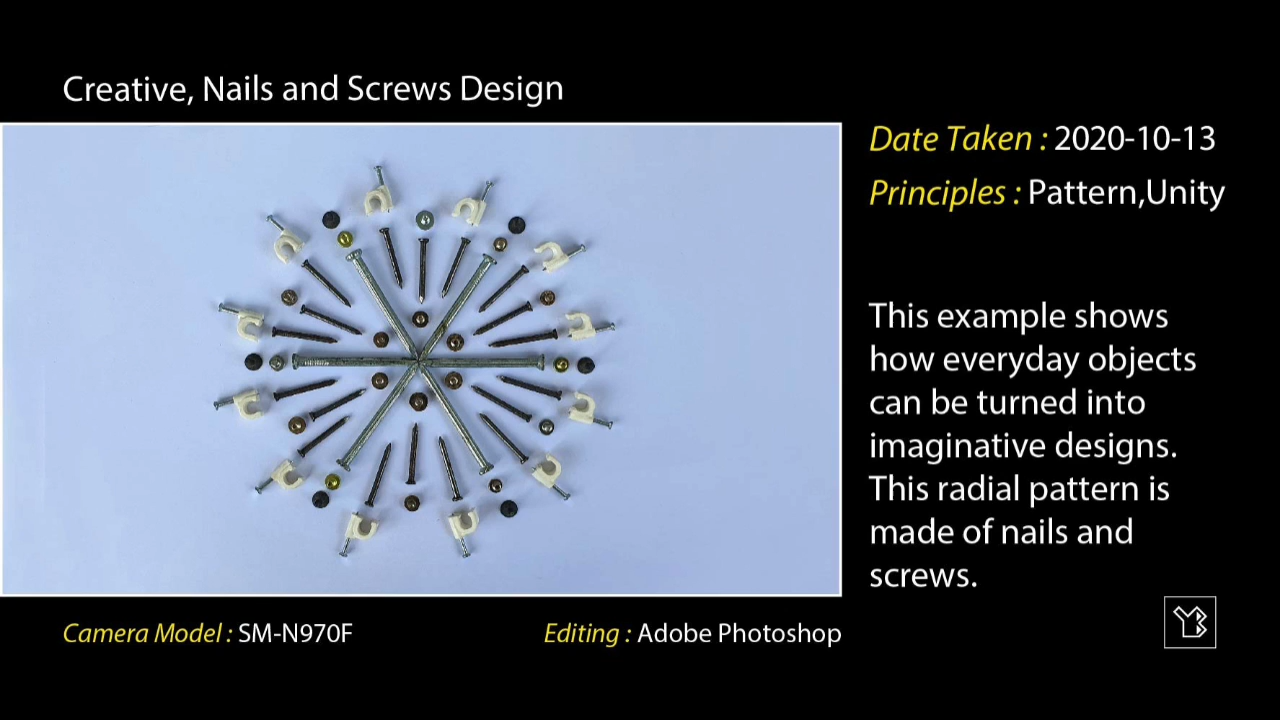 Creative, Nails and Screws Design
Date Taken : 2020-10-13
Principles : Pattern,Unity
This example shows
how everyday objects
can be turned into
imaginative designs.
This radial pattern is
made of nails and
screws.
Camera Model : SM-N970F
Editing : Adobe Photoshop